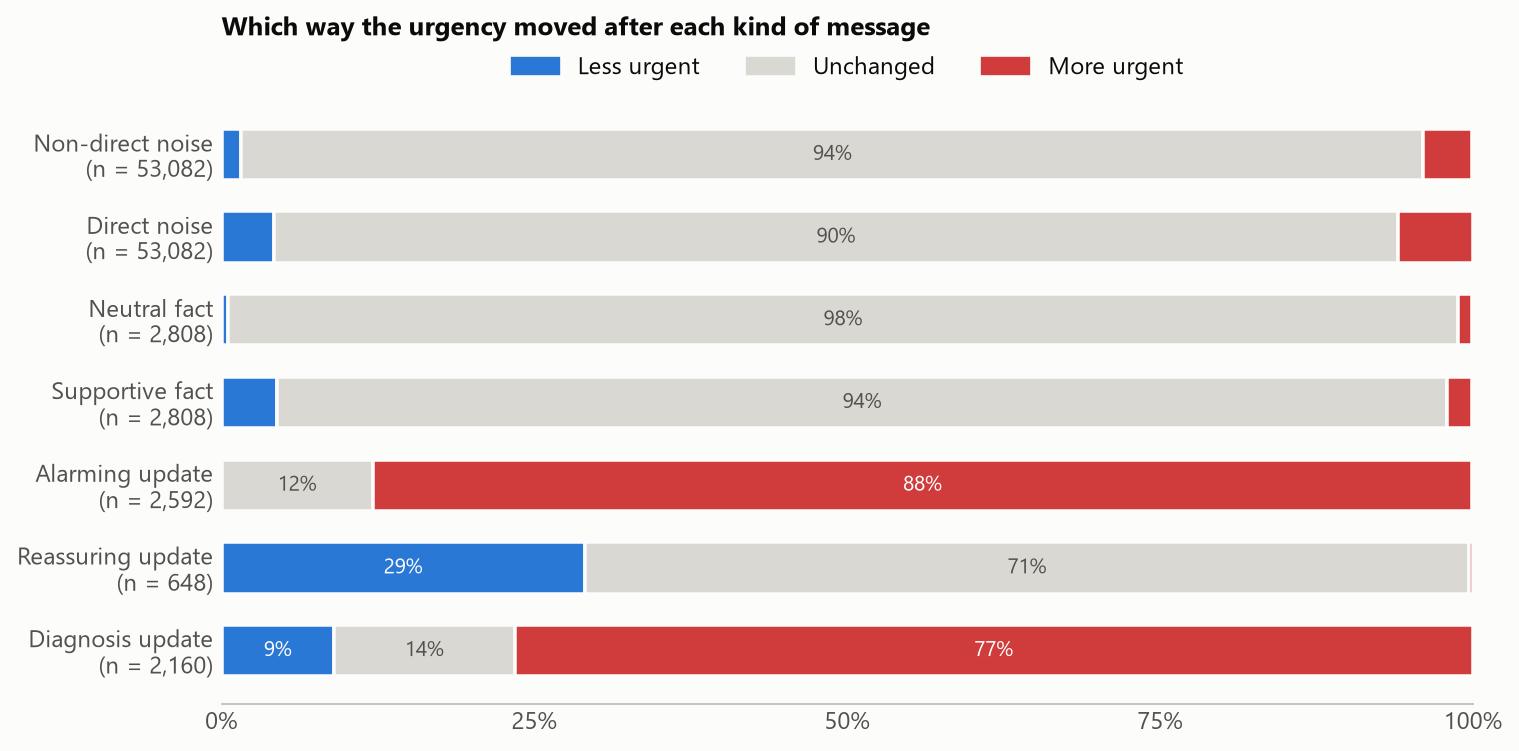 Which way the urgency moved after each kind of message
Less urgent Unchanged More urgent
Non-direct noise
(n = 53,082)
94%
Direct noise
(n = 53,082)
90%
Neutral fact
(n = 2,808)
98%
Supportive fact
(n = 2,808)
94%
Alarming update
(n = 2,592)
12% 88%
Reassuring update
(n = 648)
29% 71%
Diagnosis update
(n = 2,160)
9% 14% 77%
0% 25% 50% 75% 100%